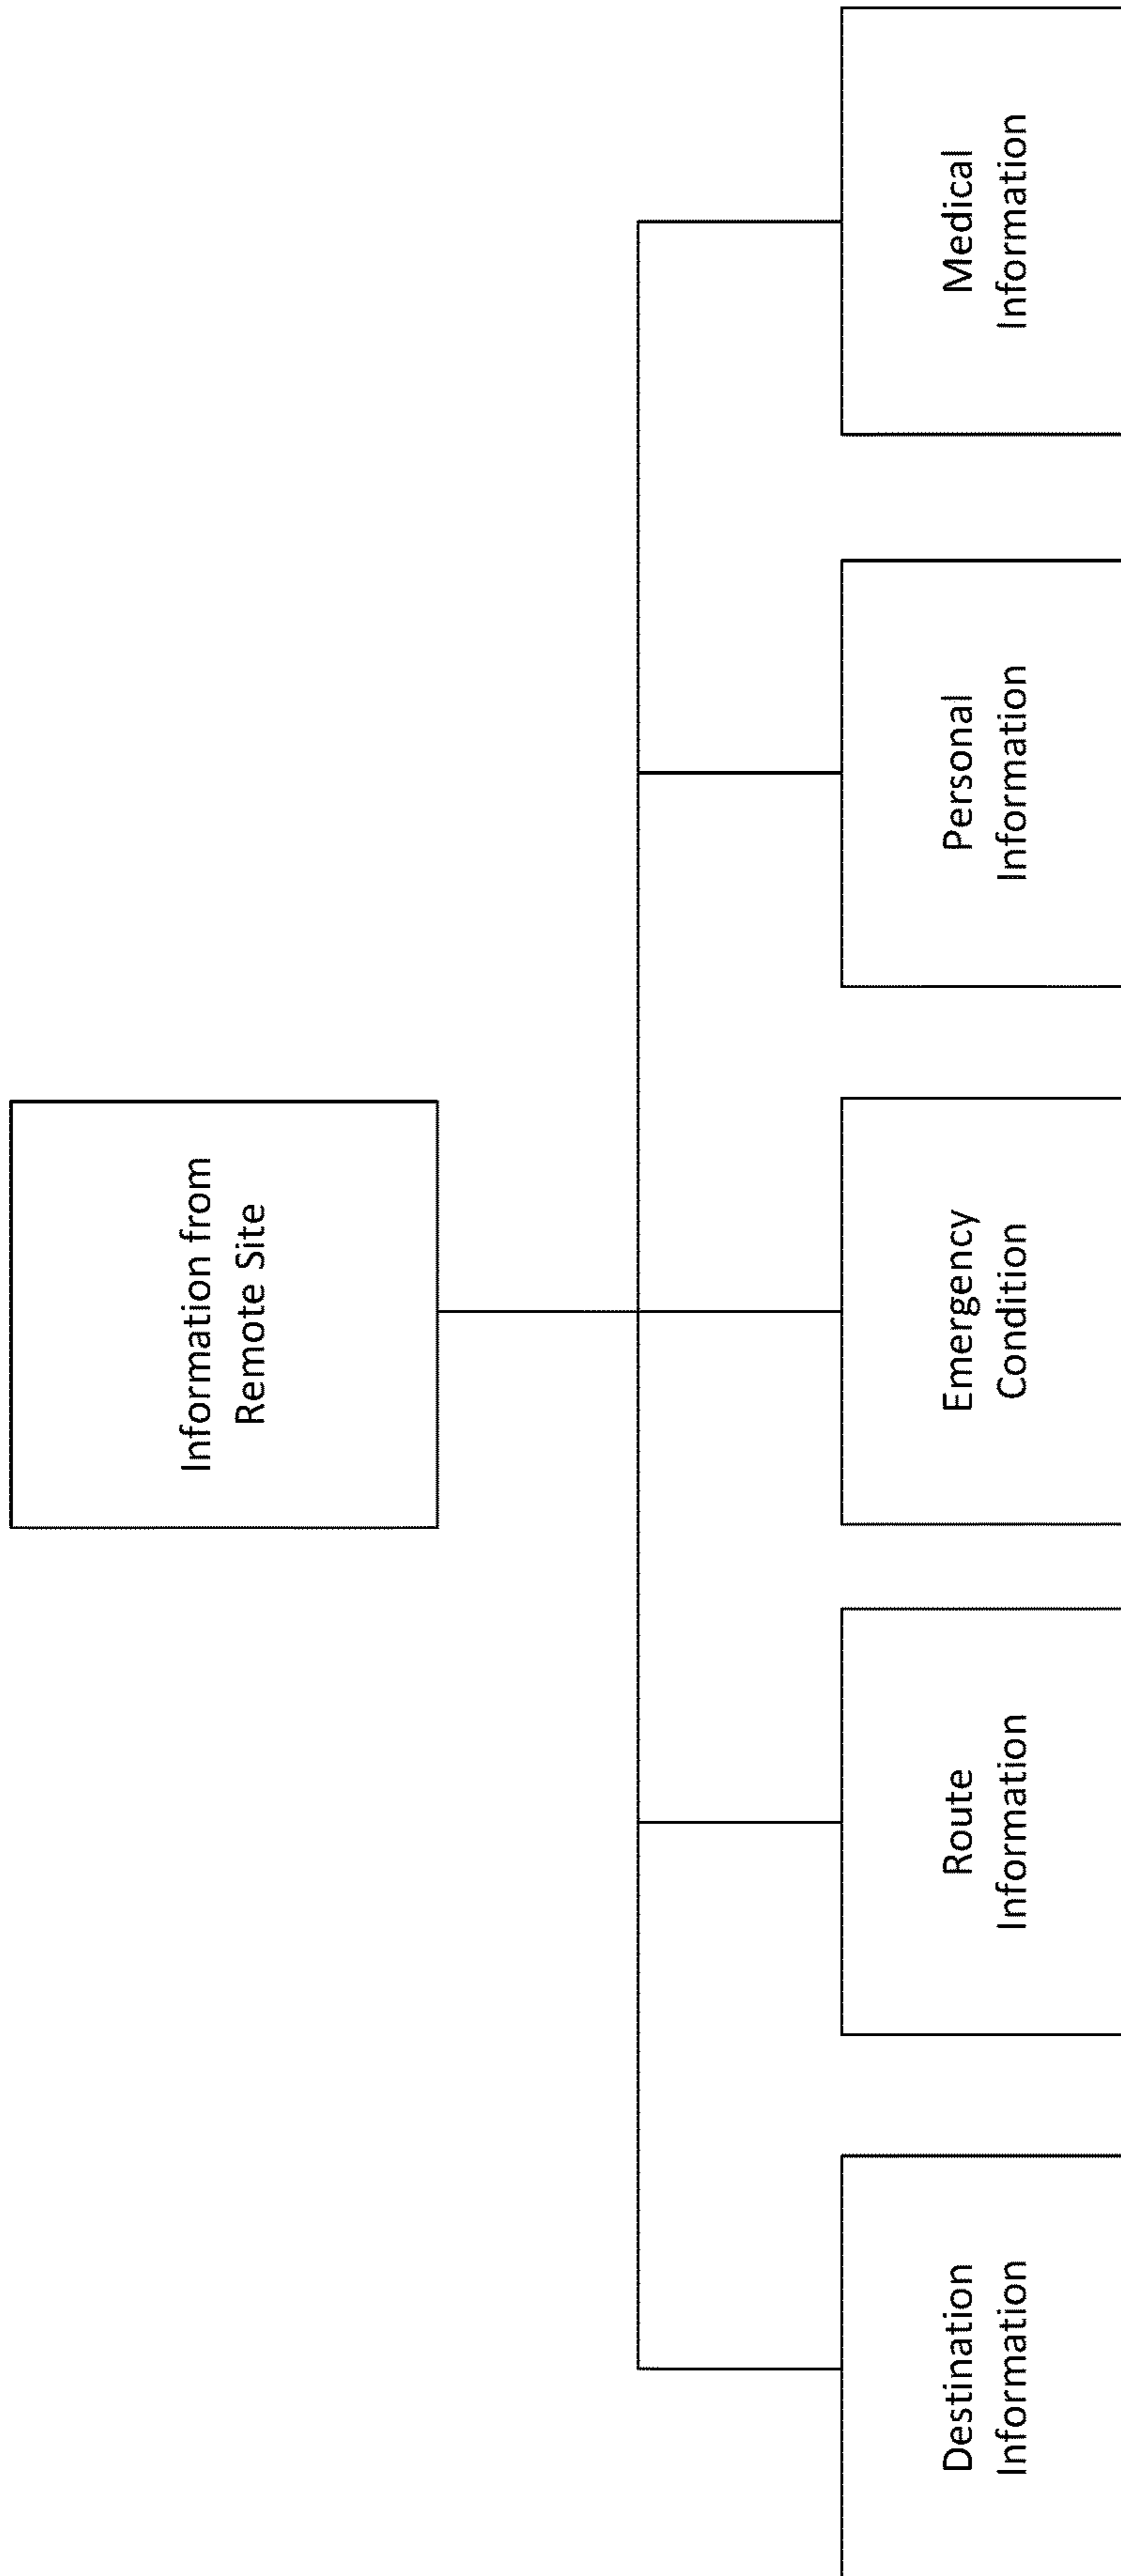 Information from
Remote Site
Destination
Information
Route
Information
Emergency
Condition
Personal
Information
Medical
Information